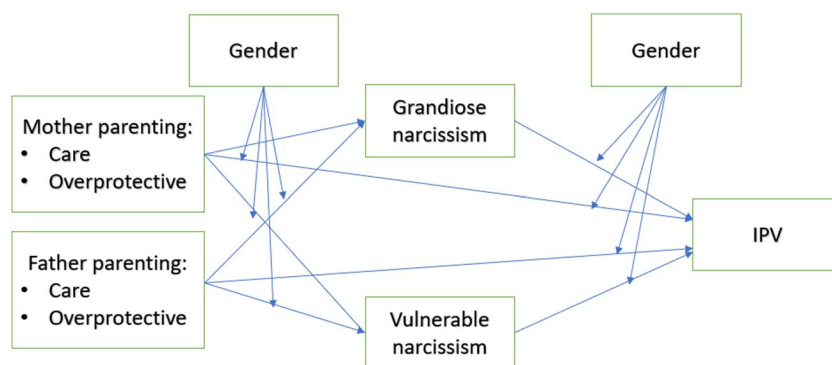 Gender
Gender
Mother parenting:
• Care
• Overprotective
Grandiose
narcissism
Father parenting:
• Care
• Overprotective
IPV
Vulnerable
narcissism